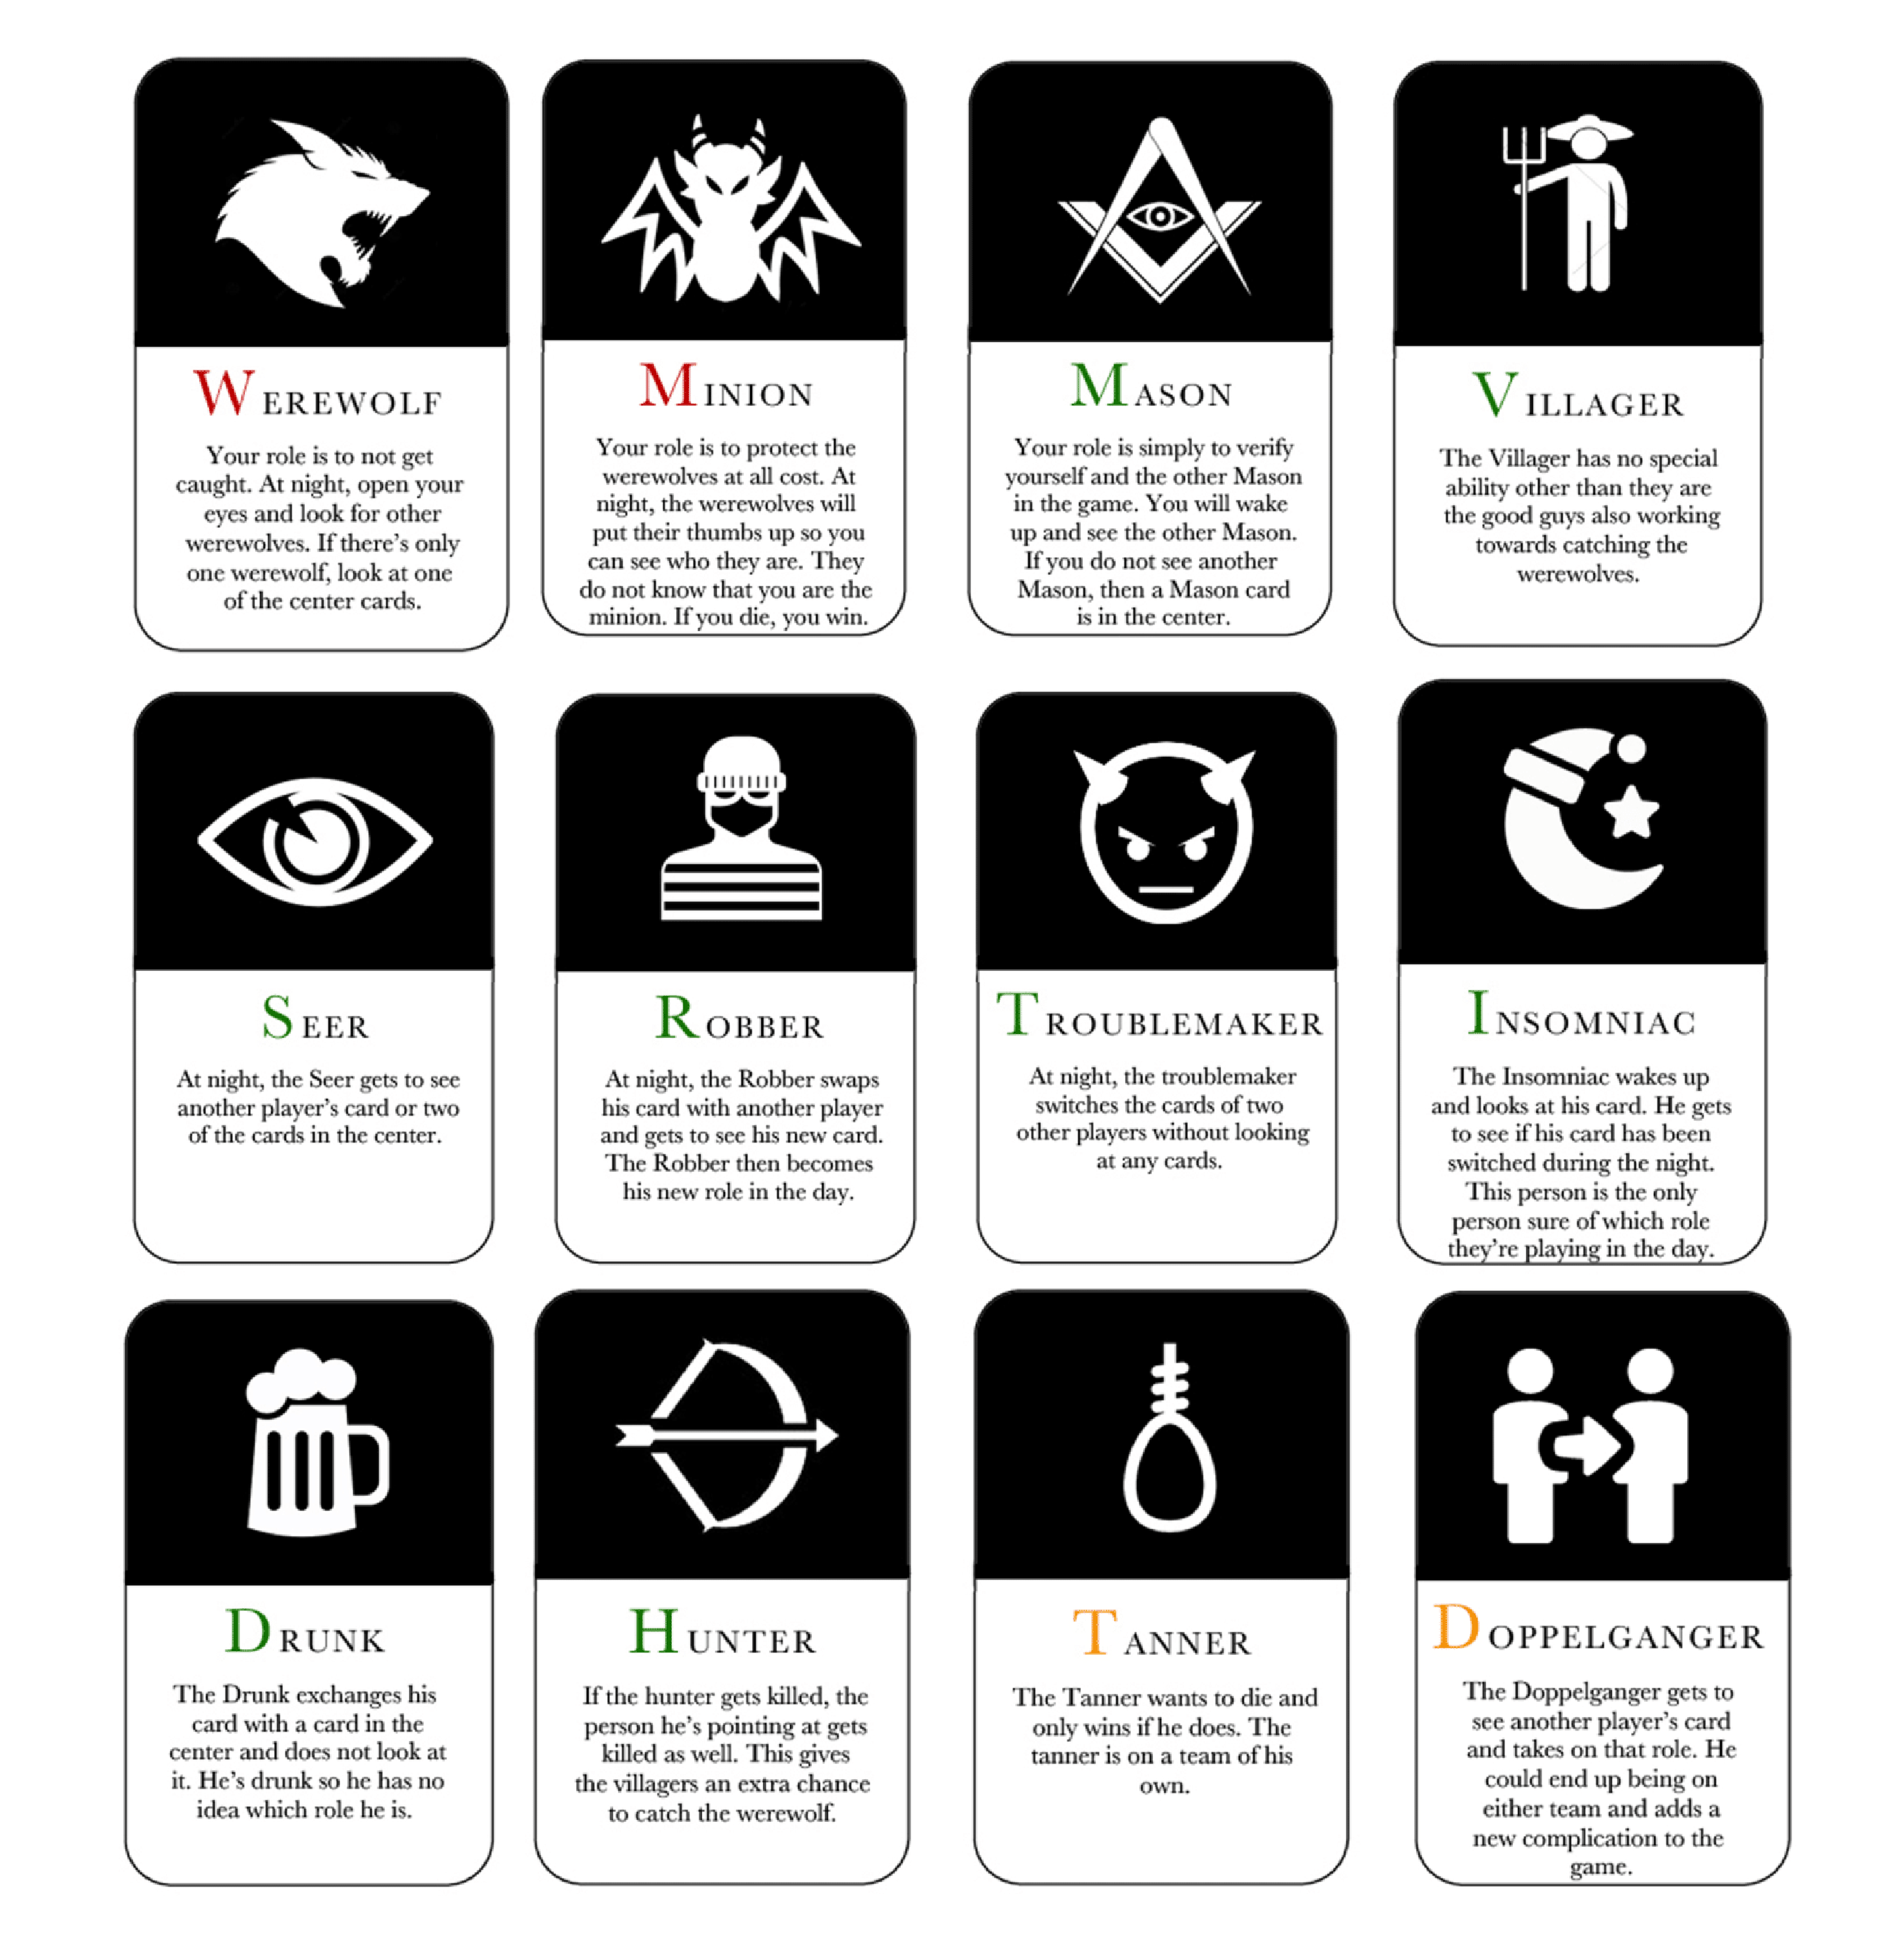 WEREWOLF
Your role is to not get
caught. At night, open your
eyes and look for other
werewolves. If there's only
one werewolf, look at one
of the center cards.
MINION
Your role is to protect the
werewolves at all cost. At
night, the werewolves will
put their thumbs up so you
can see who they are. They
do not know that you are the
minion. If you die, you win.
MASON
Your role is simply to verify
yourself and the other Mason
in the game. You will wake
up and see the other Mason.
If you do not see another
Mason, then a Mason card
is in the center.
VILLAGER
The Villager has no special
ability other than they are
the good guys also working
towards catching the
werewolves.
SEER
At night, the Seer gets to see
another player's card or two
of the cards in the center.
ROBBER
At night, the Robber swaps
his card with another player
and gets to see his new card.
The Robber then becomes
his new role in the day.
TROUBLEMAKER
At night, the troublemaker
switches the cards of two
other players without looking
at any cards.
INSOMNIAC
The Insomniac wakes up
and looks at his card. He gets
to see if his card has been
switched during the night.
This person is the only
person sure of which role
they're playing in the day.
DRUNK
The Drunk exchanges his
card with a card in the
center and does not look at
it. He's drunk so he has no
idea which role he is.
HUNTER
If the hunter gets killed, the
person he's pointing at gets
killed as well. This gives
the villagers an extra chance
to catch the werewolf.
TANNER
The Tanner wants to die and
only wins if he does. The
tanner is on a team of his
own.
DOPPELGANGER
The Doppelganger gets to
see another player's card
and takes on that role. He
could end up being on
either team and adds a
new complication to the
game.